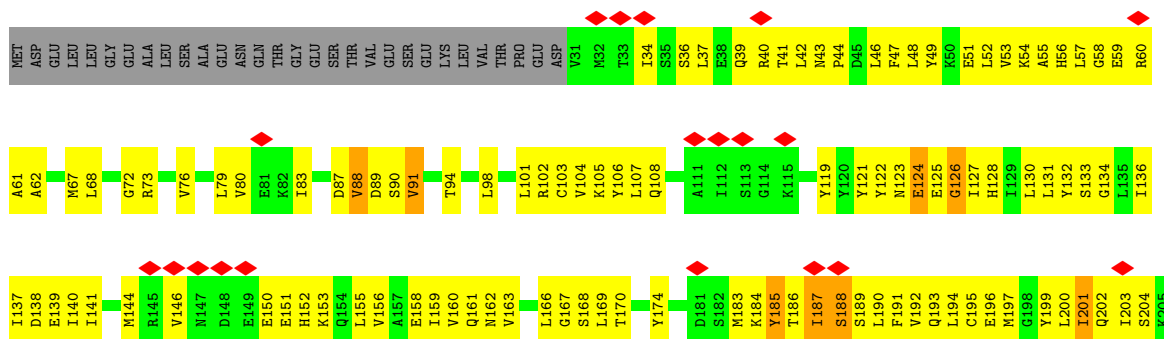 MET ASP GLU LEU LEU GLY GLU ALA LEU SER ALA GLU ASN GLN THR GLY GLU SER THR VAL GLU SER GLU LYS LEU VAL THR PRO GLU ASP V31 M32 T33 I34 S35 S36 L37 E38 Q39 R40 T41 L42 N43 P44 D45 L46 F47 L48 Y49 K50 E51 L52 V53 K54 A55 H56 L57 G58 E59 R60
A61 A62 M67 L68 G72 R73 V76 L79 V80 E81 K82 I83 D87 V88 D89 S90 V91 T94 L98 L101 R102 C103 V104 K105 Y106 L107 Q108 A111 I112 S113 G114 K115 Y119 Y120 Y121 Y122 N123 E124 E125 G126 I127 H128 I129 L130 L131 Y132 S133 G134 L135 I136
I137 D138 E139 I140 I141 M144 R145 V146 N147 D148 E149 E150 E151 H152 K153 Q154 L155 V156 A157 E158 I159 V160 Q161 N162 V163 L166 G167 S168 L169 T170 Y174 D181 S182 M183 K184 Y185 T186 I187 S188 S189 L190 F191 V192 Q193 L194 C195 E196 M197 G198 Y199 L200 I201 Q202 I203 S204 K205